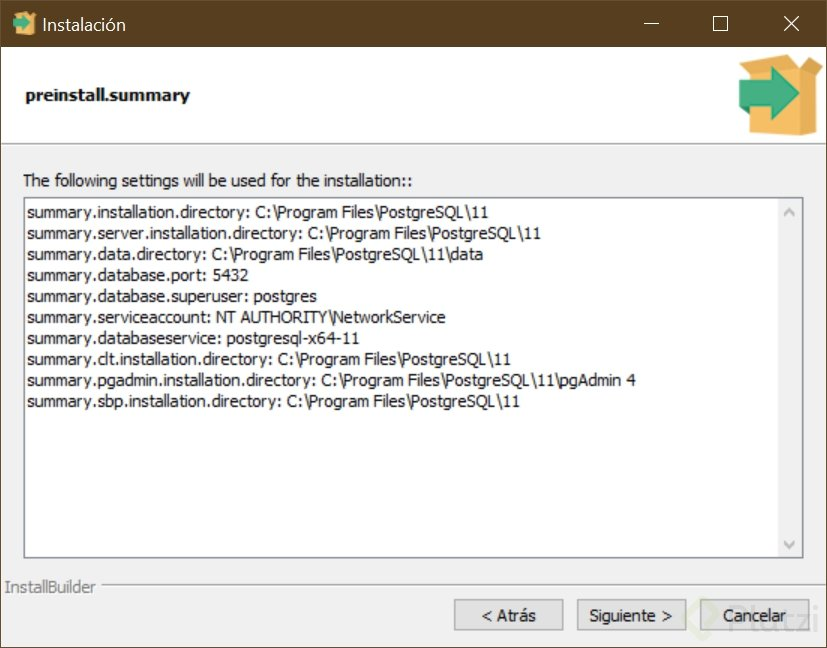 Instalación
preinstall.summary
The following settings will be used for the installation::
summary.installation.directory: C:\Program Files\PostgreSQL\11
summary.server.installation.directory: C:\Program Files\PostgreSQL\11
summary.data.directory: C:\Program Files\PostgreSQL\11\data
summary.database.port: 5432
summary.database.superuser: postgres
summary.serviceaccount: NT AUTHORITY\NetworkService
summary.databaseservice: postgresql-x64-11
summary.clt.installation.directory: C:\Program Files\PostgreSQL\11
summary.pgadmin.installation.directory: C:\Program Files\PostgreSQL\11\pgAdmin 4
summary.sbp.installation.directory: C:\Program Files\PostgreSQL\11
InstallBuilder
< Atrás Siguiente > Cancelar
Platzi